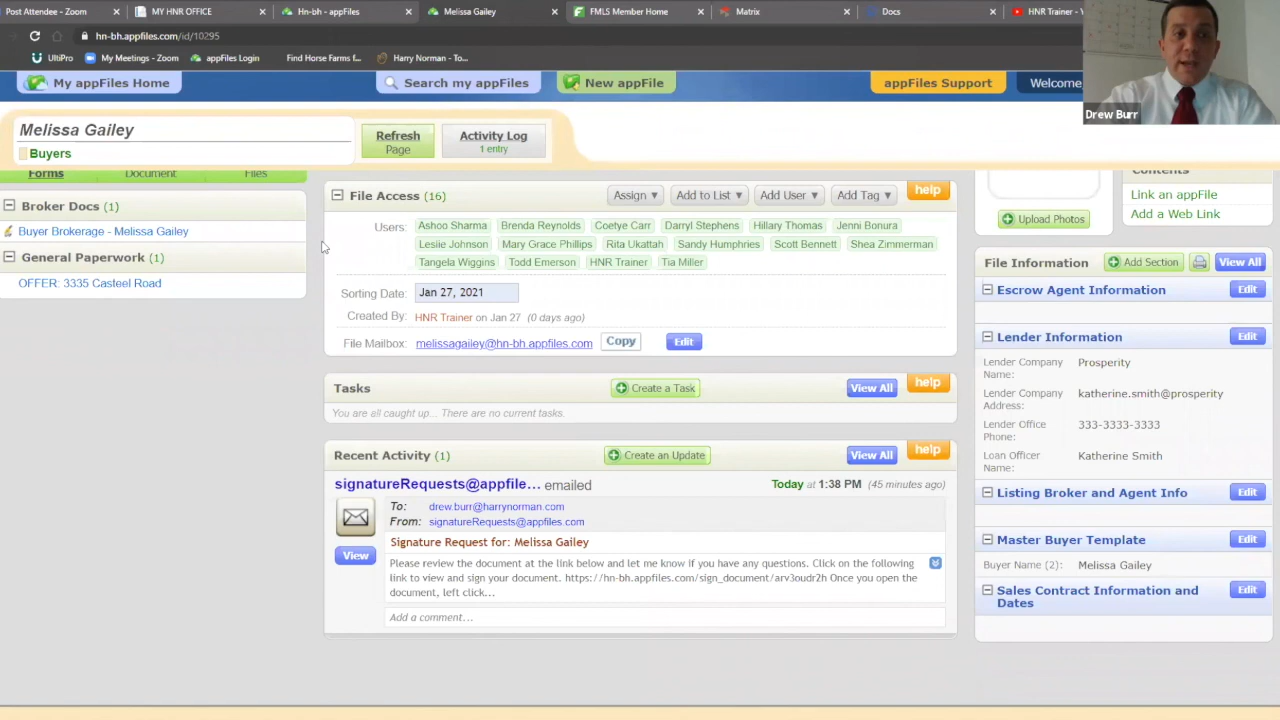 Post Attendee - Zoom
MY HNR OFFICE
Hn-bh - appFiles
Melissa Gailey
FMLS Member Home
Matrix
Docs
HNR Trainer -
hn-bh.appfiles.com/id/10295
UltiPro
My Meetings - Zoom
appFiles Login
Find Horse Farms f...
Harry Norman - To...
My appFiles Home
Search my appFiles
New appFile
appFiles Support
Welcome
Drew Burr
Melissa Gailey
Buyers
Refresh
Page
Activity Log
1 entry
Forms
Document
Files
Broker Docs (1)
Buyer Brokerage - Melissa Gailey
General Paperwork (1)
OFFER: 3335 Casteel Road
File Access (16)
Assign
Add to List
Add User
Add Tag
help
Users:
Ashoo Sharma
Brenda Reynolds
Coetye Carr
Darryl Stephens
Hillary Thomas
Jenni Bonura
Leslie Johnson
Mary Grace Phillips
Rita Ukattah
Sandy Humphries
Scott Bennett
Shea Zimmerman
Tangela Wiggins
Todd Emerson
HNR Trainer
Tia Miller
Sorting Date:
Jan 27, 2021
Created By:
HNR Trainer on Jan 27 (0 days ago)
File Mailbox:
melissagailey@hn-bh.appfiles.com
Copy
Edit
Tasks
Create a Task
View All
help
You are all caught up... There are no current tasks.
Recent Activity (1)
Create an Update
View All
help
signatureRequests@appfile... emailed
Today at 1:38 PM (45 minutes ago)
To:
drew.burr@harrynorman.com
From:
signatureRequests@appfiles.com
View
Signature Request for: Melissa Gailey
Please review the document at the link below and let me know if you have any questions. Click on the following
link to view and sign your document. https://hn-bh.appfiles.com/sign_document/arv3oudr2h Once you open the
document, left click...
Add a comment...
Upload Photos
Contents
Link an appFile
Add a Web Link
File Information
Add Section
View All
Escrow Agent Information
Edit
Lender Information
Edit
Lender Company
Name:
Prosperity
Lender Company
Address:
katherine.smith@prosperity
Lender Office
Phone:
333-3333-3333
Loan Officer
Name:
Katherine Smith
Listing Broker and Agent Info
Edit
Master Buyer Template
Edit
Buyer Name (2):
Melissa Gailey
Sales Contract Information and
Dates
Edit